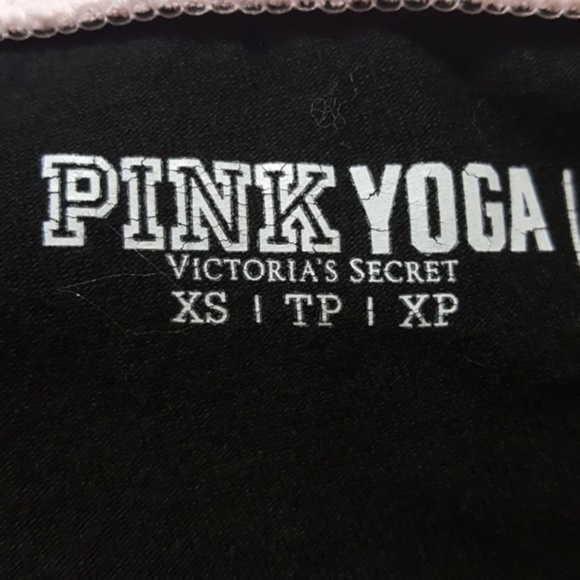 PINK YOGA
VICTORIA'S SECRET
XS | TP | XP